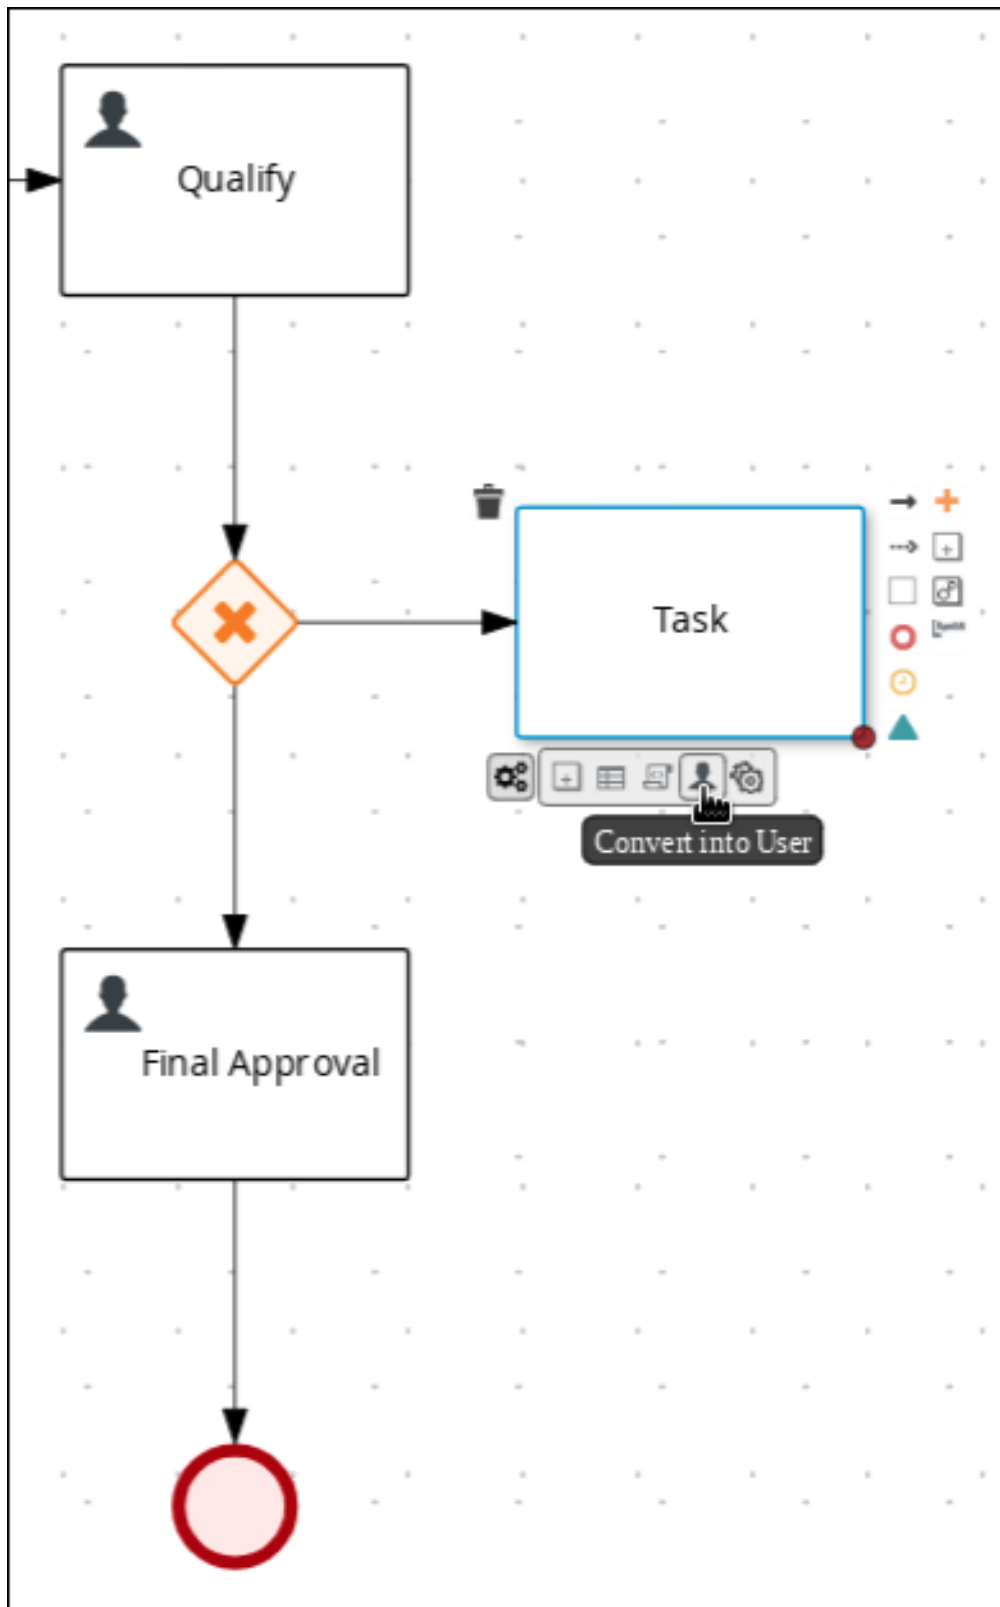 Qualify
Task
Convert into User
Final Approval